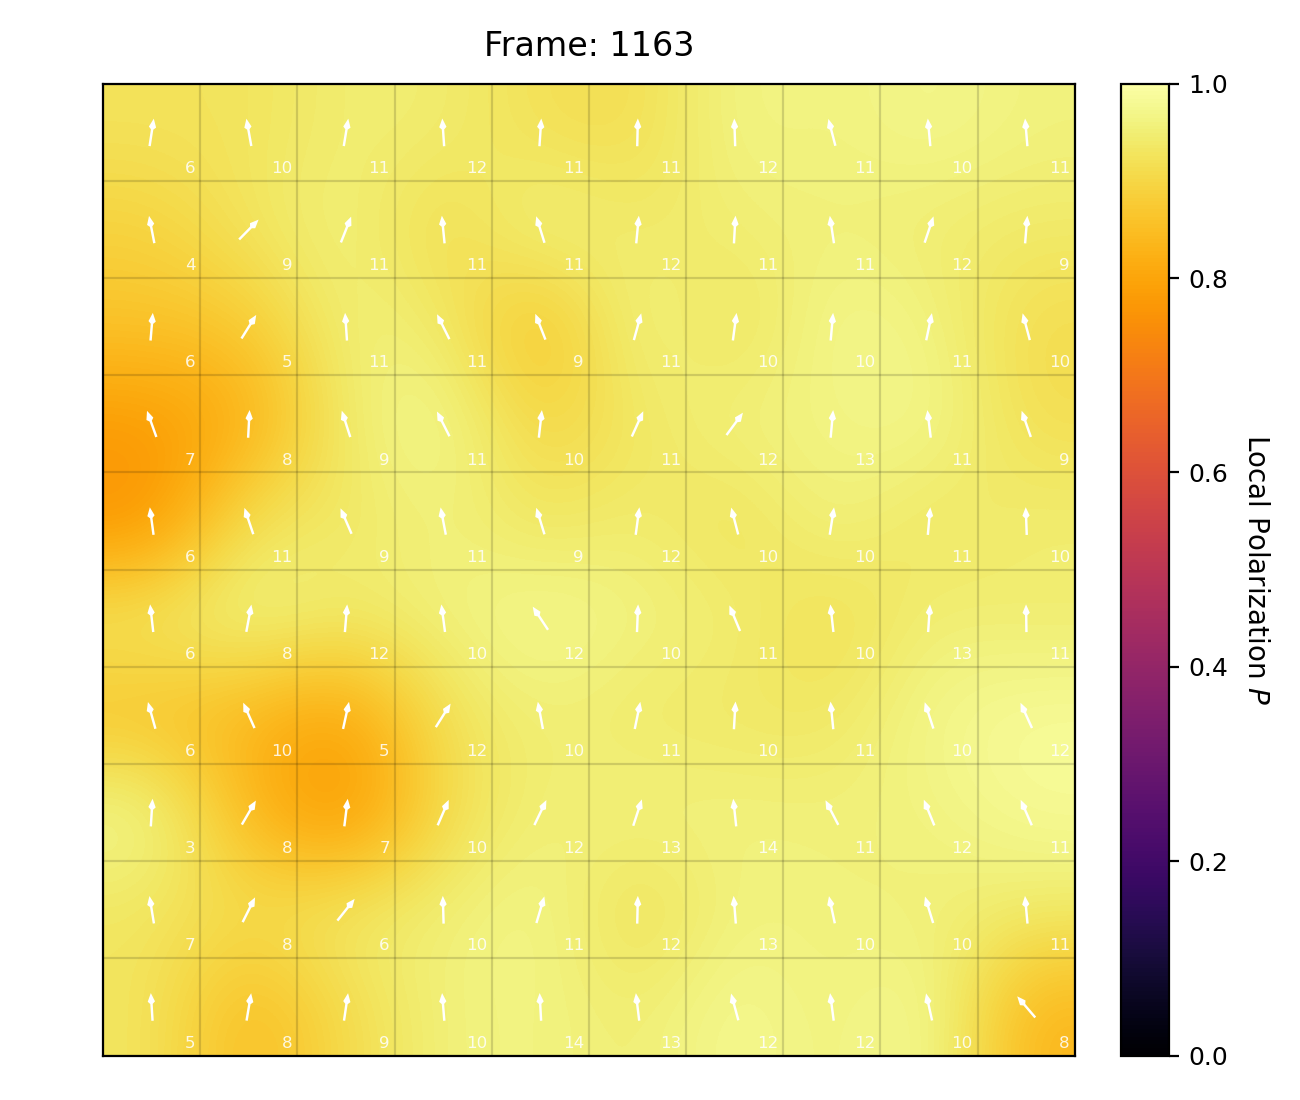 Frame: 1163
6 10 11 12 11 11 12 11 10 11
4 9 11 11 11 12 11 11 12 9
6 5 11 11 9 11 10 10 11 10
7 8 9 11 10 11 12 13 11 9
6 11 9 11 9 12 10 10 11 10
6 8 12 10 12 10 11 10 13 11
6 10 5 12 10 11 10 11 10 12
3 8 7 10 12 13 14 11 12 11
7 8 6 10 11 12 13 10 10 11
5 8 9 10 14 13 12 12 10 8
1.0
0.8
0.6
0.4
0.2
0.0
Local Polarization P